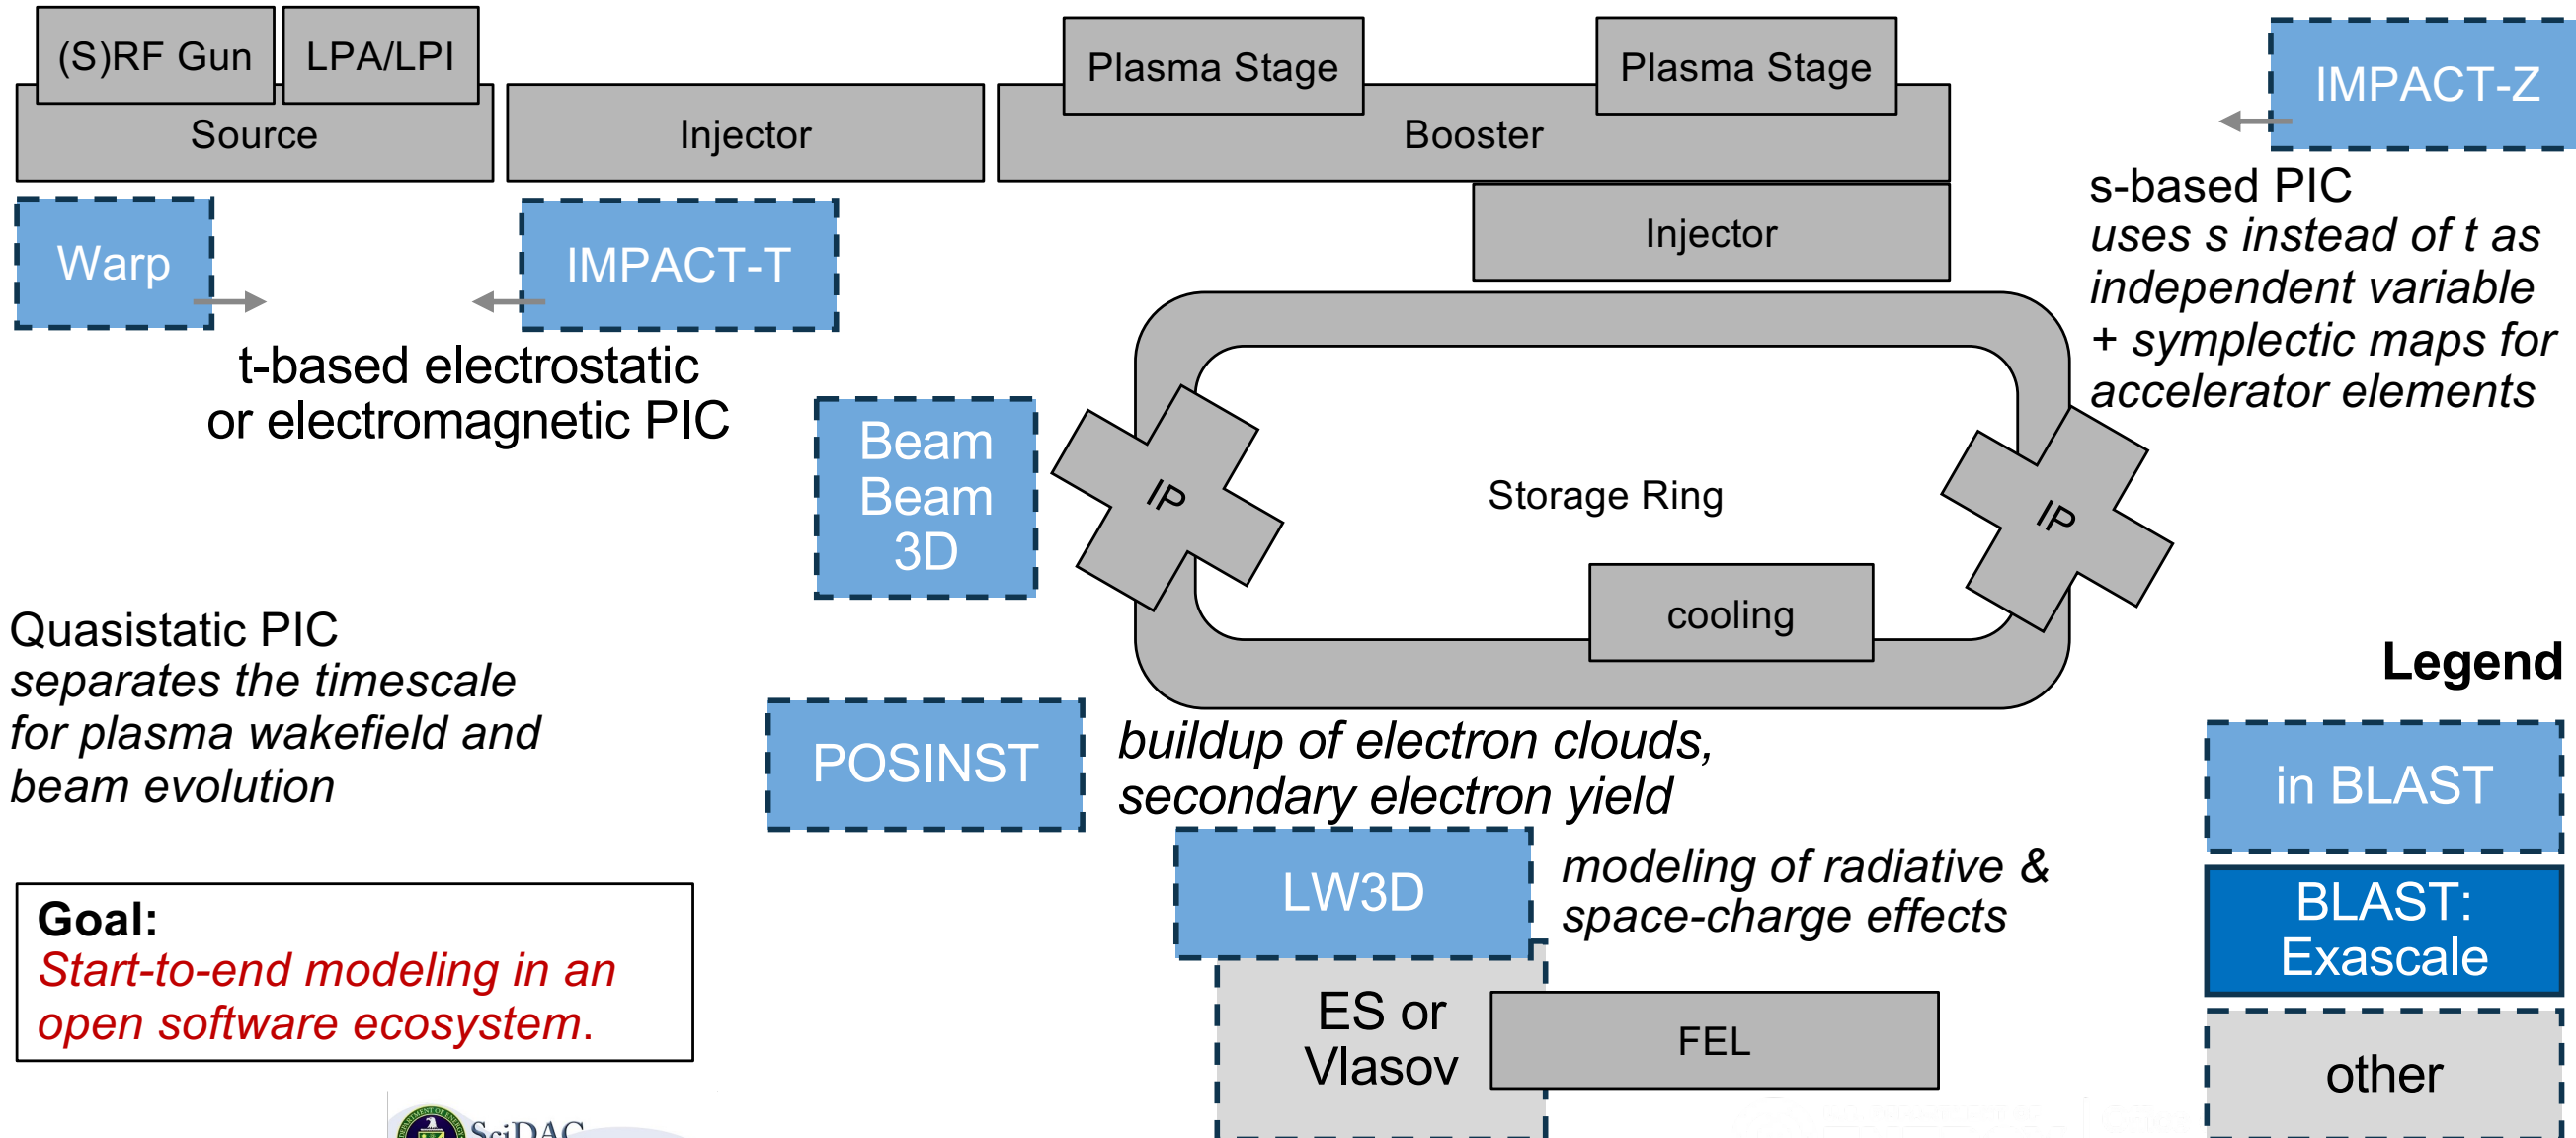 (S)RF Gun
LPA/LPI
Source
Injector
Plasma Stage
Plasma Stage
Booster
Injector
IMPACT-Z
s-based PIC
uses s instead of t as
independent variable
+ symplectic maps for
accelerator elements
Warp
IMPACT-T
t-based electrostatic
or electromagnetic PIC
Beam
Beam
3D
IP
Storage Ring
IP
cooling
Quasistatic PIC
separates the timescale
for plasma wakefield and
beam evolution
POSINST
buildup of electron clouds,
secondary electron yield
LW3D
modeling of radiative &
space-charge effects
ES or
Vlasov
FEL
Goal:
Start-to-end modeling in an
open software ecosystem.
Legend
in BLAST
BLAST:
Exascale
other
SciDAC